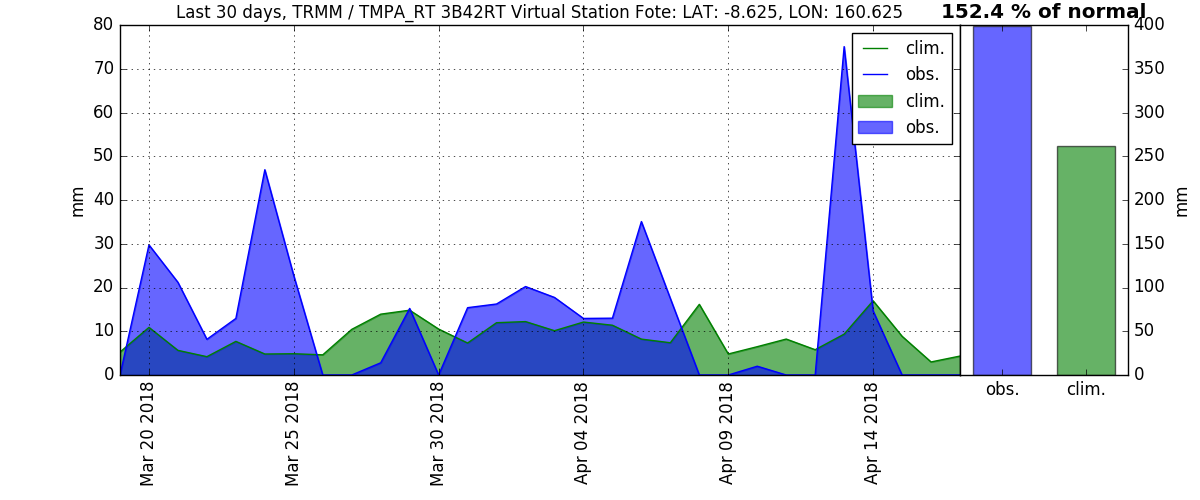 Last 30 days, TRMM / TMPA_RT 3B42RT Virtual Station Fote: LAT: -8.625, LON: 160.625
152.4 % of normal
clim.
obs.
clim.
obs.
mm
80
70
60
50
40
30
20
10
0
Mar 20 2018
Mar 25 2018
Mar 30 2018
Apr 04 2018
Apr 09 2018
Apr 14 2018
obs.
clim.
400
350
300
250
200
150
100
50
0
mm